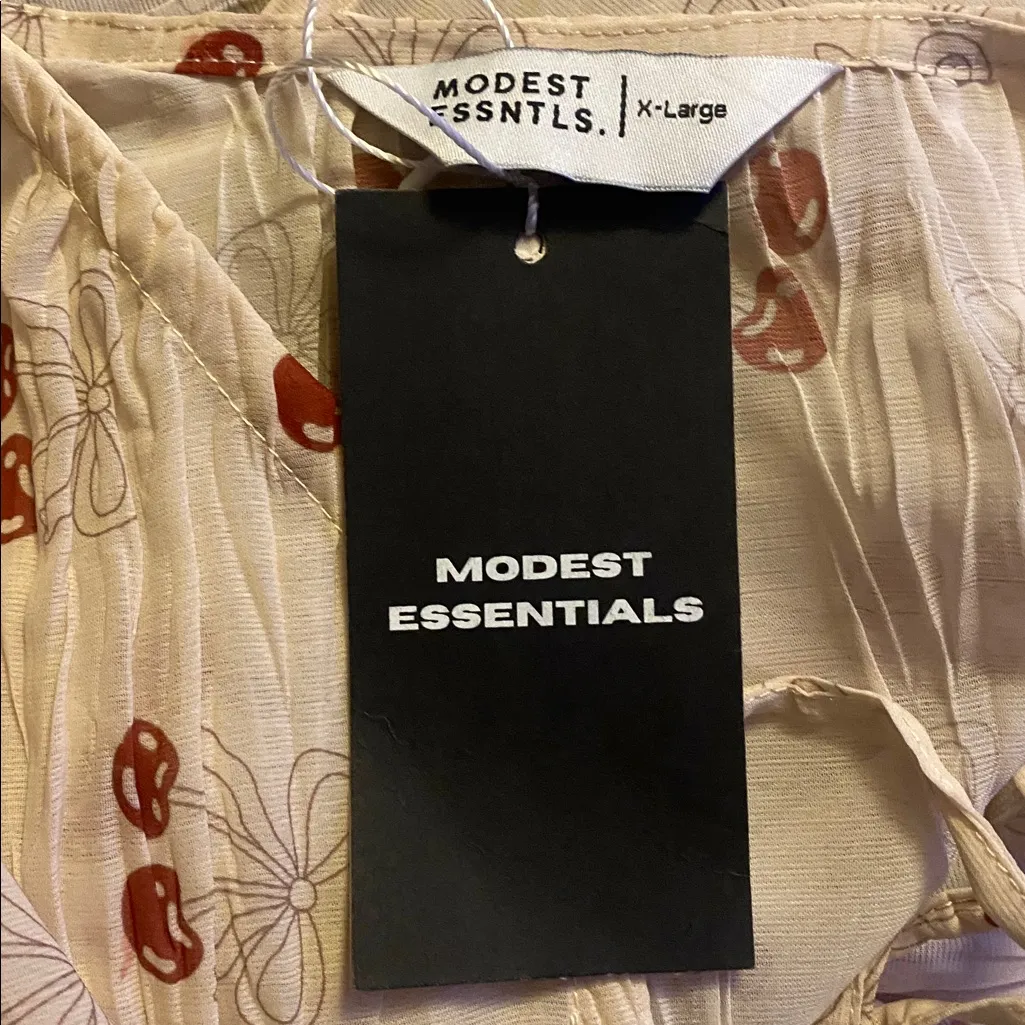 MODEST
ESSNTLS.
X-Large
MODEST
ESSENTIALS